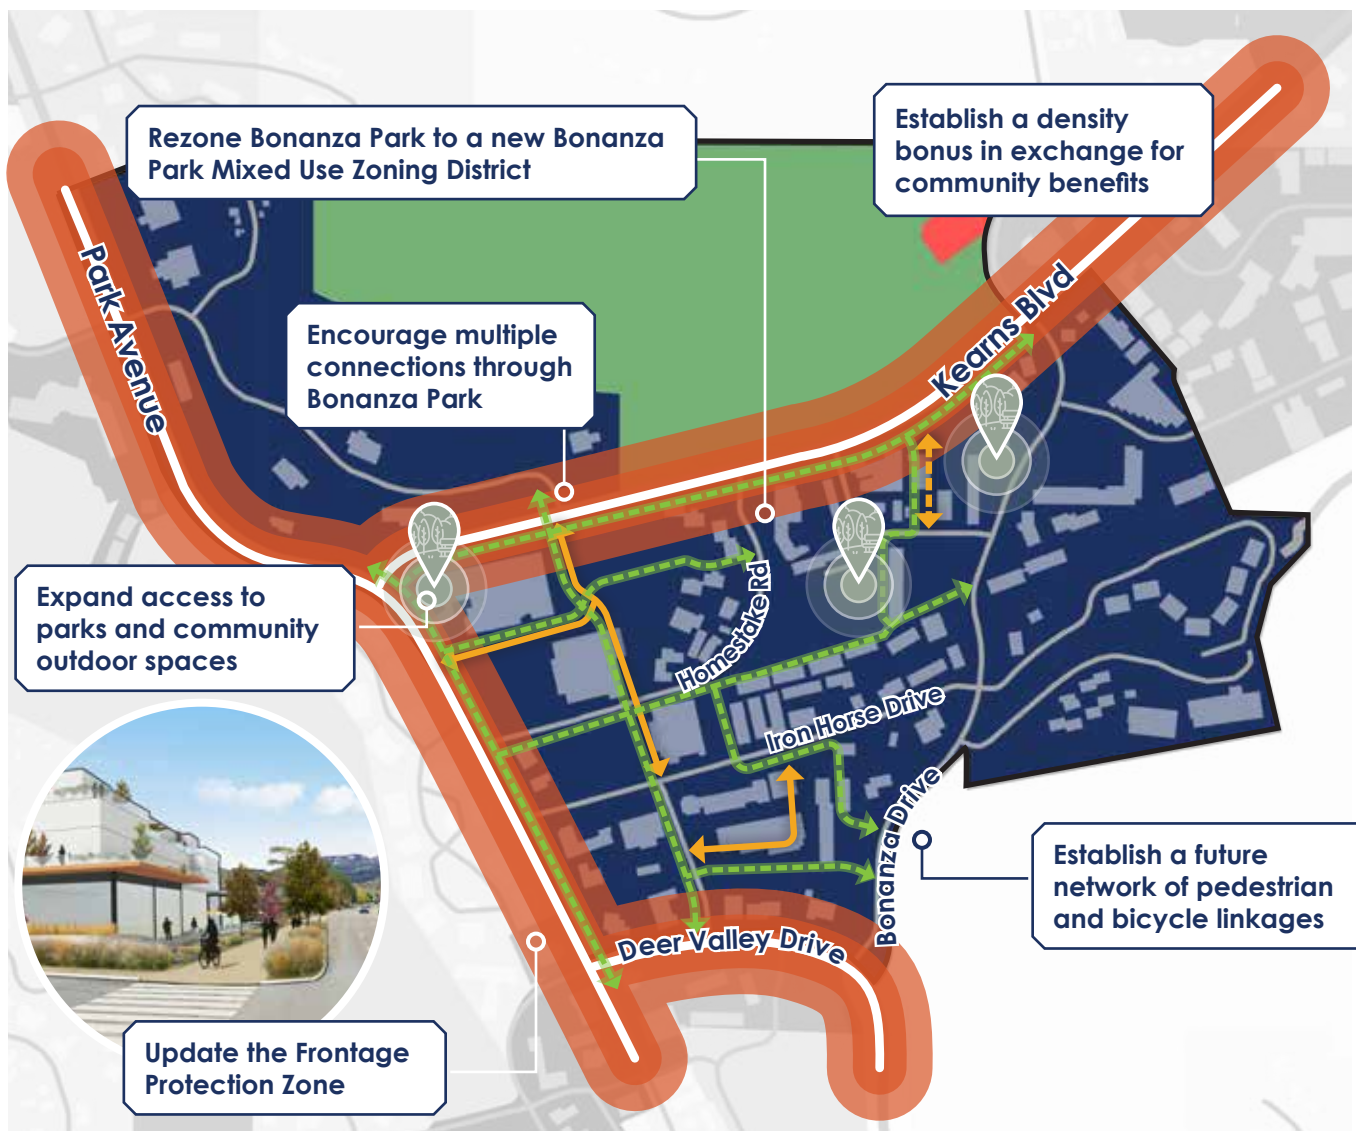 Rezone Bonanza Park to a new Bonanza
Park Mixed Use Zoning District
Establish a density
bonus in exchange for
community benefits
Park Avenue
Encourage multiple
connections through
Bonanza Park
Kearns Blvd
Expand access to
parks and community
outdoor spaces
Homestake Rd
Iron Horse Drive
Bonanza Drive
Establish a future
network of pedestrian
and bicycle linkages
Deer Valley Drive
Update the Frontage
Protection Zone